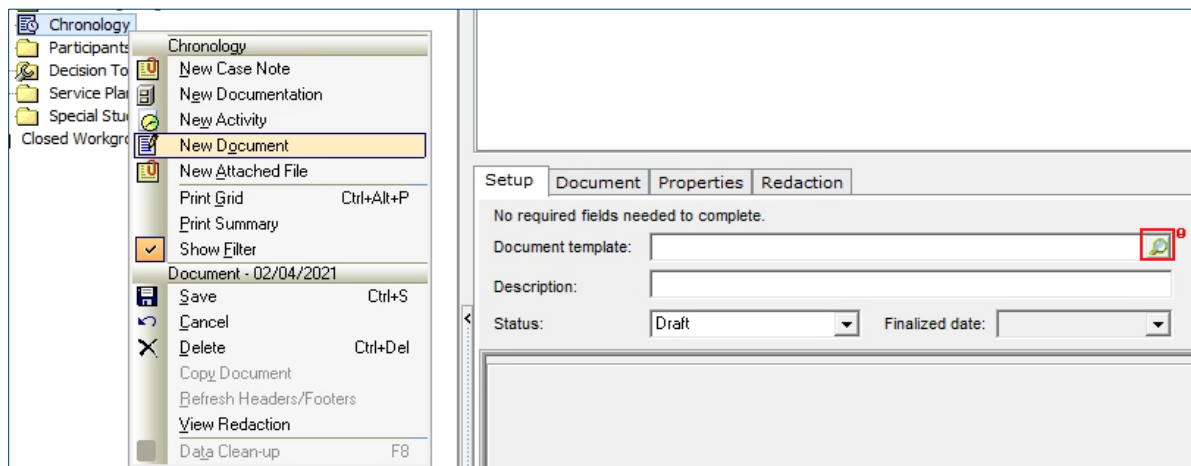 Chronology
Participants
Decision To
Service Plan
Special Stu
Closed Workgro
Chronology
New Case Note
New Documentation
New Activity
New Document
New Attached File
Print Grid Ctrl+Alt+P
Print Summary
Show Filter
Document - 02/04/2021
Save Ctrl+S
Cancel
Delete Ctrl+Del
Copy Document
Refresh Headers/Footers
View Redaction
Data Clean-up F8
Setup Document Properties Redaction
No required fields needed to complete.
Document template:
Description:
Status: Draft Finalized date: